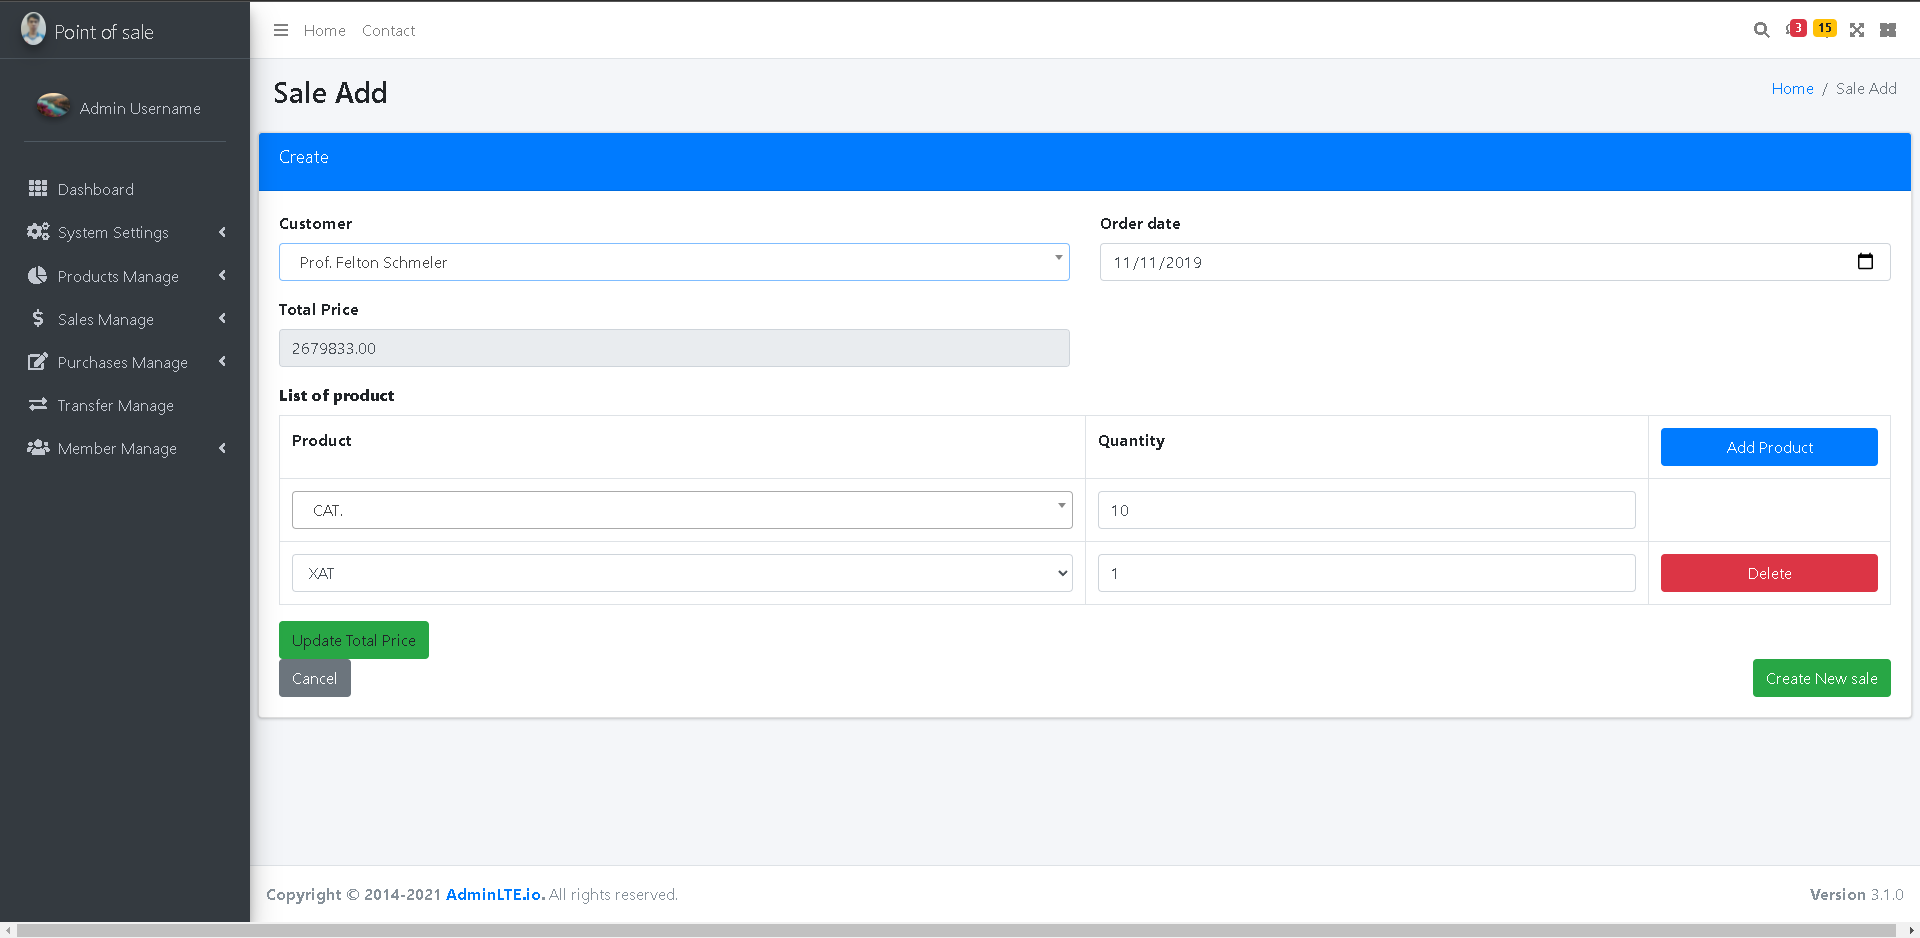 Point of sale
Home Contact
3 15
Admin Username
Dashboard
System Settings
Products Manage
Sales Manage
Purchases Manage
Transfer Manage
Member Manage
Sale Add
Home / Sale Add
Create
Customer
Order date
Prof. Felton Schmeler
11/11/2019
Total Price
2679833.00
List of product
Product Quantity Add Product
CAT. 10
XAT 1 Delete
Update Total Price
Cancel
Create New sale
Copyright © 2014-2021 AdminLTE.io. All rights reserved.
Version 3.1.0